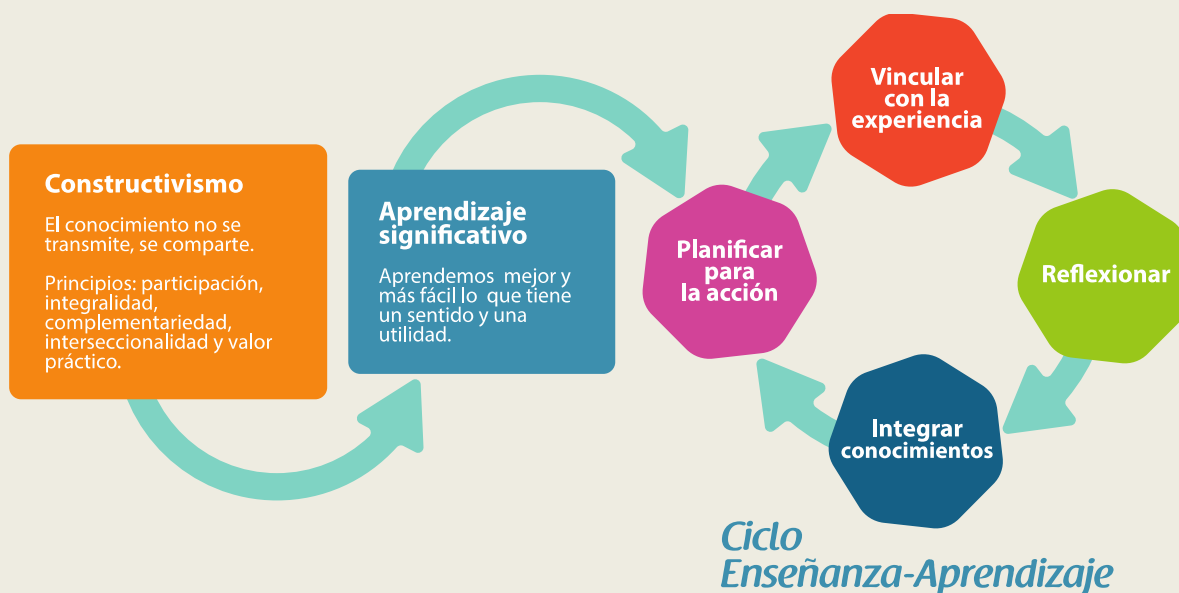 Constructivismo
El conocimiento no se
transmite, se comparte.
Principios: participación,
integralidad,
complementariedad,
interseccionalidad y valor
práctico.
Aprendizaje
significativo
Aprendemos mejor y
más fácil lo que tiene
un sentido y una
utilidad.
Planificar
para
la acción
Vincular
con la
experiencia
Reflexionar
Integrar
conocimientos
Ciclo
Enseñanza-Aprendizaje